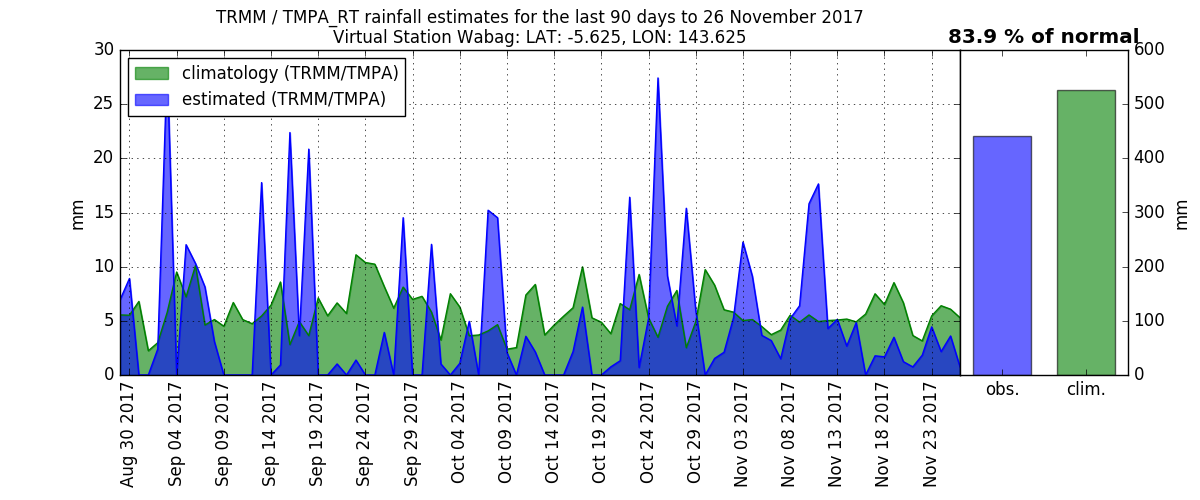 TRMM / TMPA_RT rainfall estimates for the last 90 days to 26 November 2017
Virtual Station Wabag: LAT: -5.625, LON: 143.625
83.9 % of normal
climatology (TRMM/TMPA)
estimated (TRMM/TMPA)
mm
30
25
20
15
10
5
0
600
500
400
300
200
100
0
mm
obs.
clim.
Aug 30 2017
Sep 04 2017
Sep 09 2017
Sep 14 2017
Sep 19 2017
Sep 24 2017
Sep 29 2017
Oct 04 2017
Oct 09 2017
Oct 14 2017
Oct 19 2017
Oct 24 2017
Oct 29 2017
Nov 03 2017
Nov 08 2017
Nov 13 2017
Nov 18 2017
Nov 23 2017